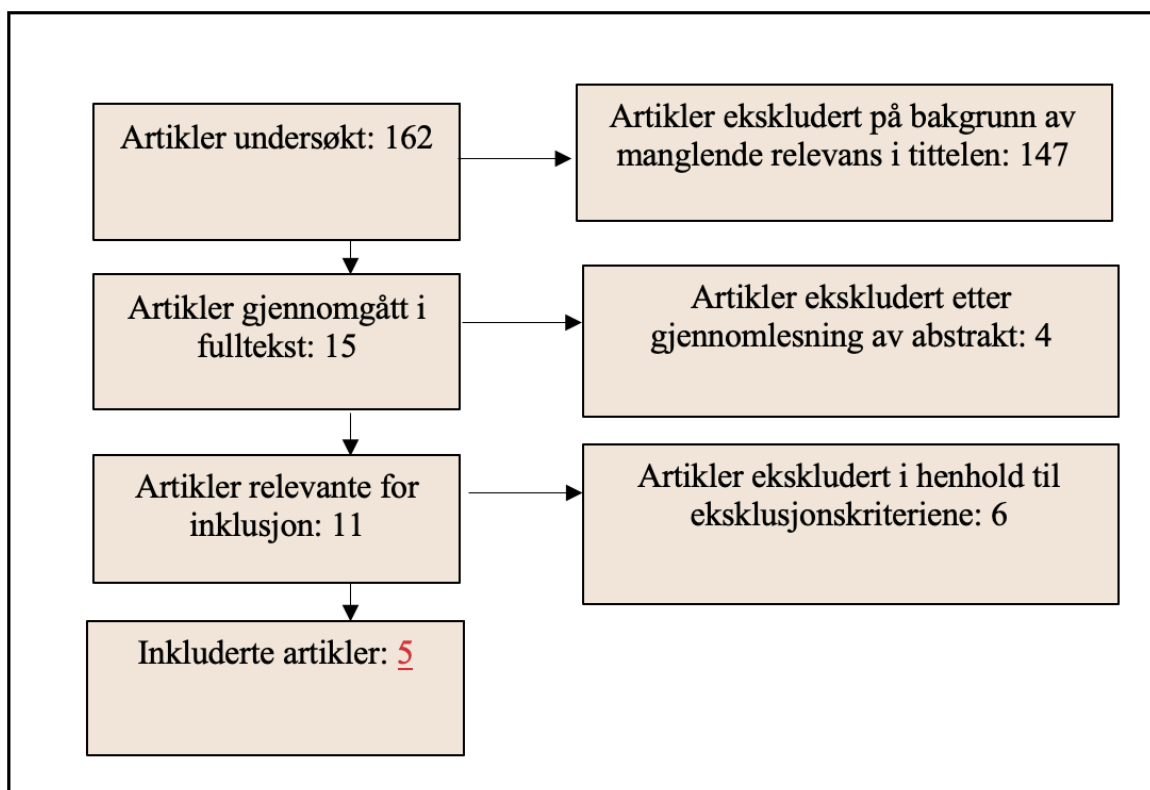 Artikler undersøkt: 162
Artikler ekskludert på bakgrunn av
manglende relevans i tittelen: 147
Artikler gjennomgått i
fulltekst: 15
Artikler ekskludert etter
gjennomlesning av abstrakt: 4
Artikler relevante for
inklusjon: 11
Artikler ekskludert i henhold til
eksklusjonskriteriene: 6
Inkluderte artikler: 5